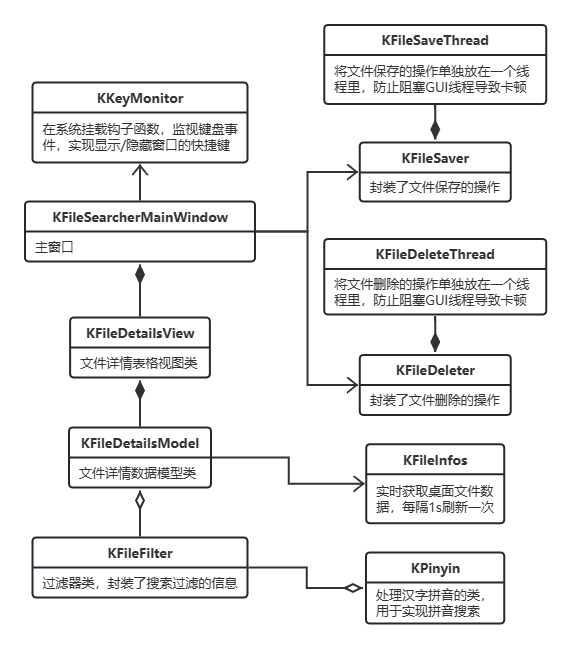 KFileSaveThread
将文件保存的操作单独放在一个线
程里，防止阻塞GUI线程导致卡顿
KKeyMonitor
在系统挂载钩子函数，监视键盘事
件，实现显示/隐藏窗口的快捷键
KFileSaver
封装了文件保存的操作
KFileSearcherMainWindow
主窗口
KFileDeleteThread
将文件删除的操作单独放在一个线
程里，防止阻塞GUI线程导致卡顿
KFileDetailsView
文件详情表格视图类
KFileDeleter
封装了文件删除的操作
KFileDetailsModel
文件详情数据模型类
KFileInfos
实时获取桌面文件数
据，每隔1s刷新一次
KFileFilter
过滤器类，封装了搜索过滤的信息
KPinyin
处理汉字拼音的类，
用于实现拼音搜索